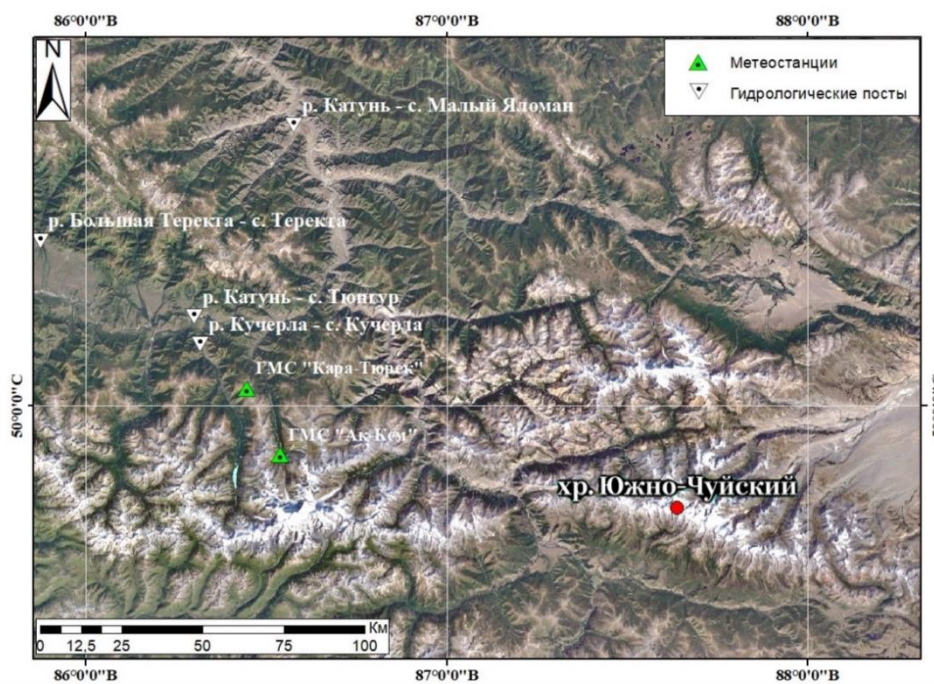 86°0'0"В 87°0'0"В 88°0'0"В
N
Метеостанции
Гидрологические посты
р. Катунь - с. Малый Яломан
р. Большая Теректа - с. Теректа
р. Катунь - с. Тюнгур
р. Кучерла - с. Кучерла
ГМС "Кара-Тюрек"
50°0'0"С
ГМС "Ак-Кем"
хр. Южно-Чуйский
Км
0 12,5 25 50 75 100
86°0'0"В 87°0'0"В 88°0'0"В